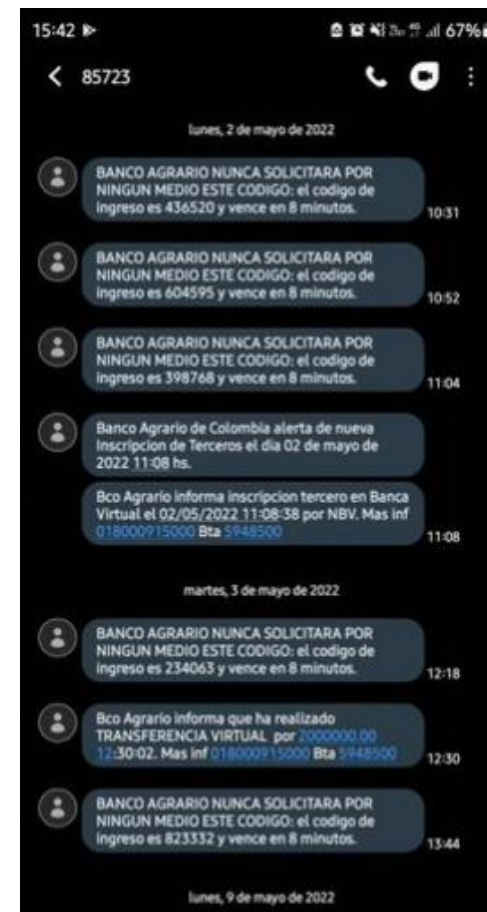 15:42 67%
85723
lunes, 2 de mayo de 2022
BANCO AGRARIO NUNCA SOLICITARA POR
NINGUN MEDIO ESTE CODIGO: el codigo de
ingreso es 436520 y vence en 8 minutos.
10:31
BANCO AGRARIO NUNCA SOLICITARA POR
NINGUN MEDIO ESTE CODIGO: el codigo de
ingreso es 604595 y vence en 8 minutos.
10:52
BANCO AGRARIO NUNCA SOLICITARA POR
NINGUN MEDIO ESTE CODIGO: el codigo de
ingreso es 398768 y vence en 8 minutos.
11:04
Banco Agrario de Colombia alerta de nueva
Inscripcion de Terceros el dia 02 de mayo de
2022 11:08 hs.
Bco Agrario informa inscripcion tercero en Banca
Virtual el 02/05/2022 11:08:38 por NBV. Mas inf
018000915000 Bta 5948500
11:08
martes, 3 de mayo de 2022
BANCO AGRARIO NUNCA SOLICITARA POR
NINGUN MEDIO ESTE CODIGO: el codigo de
ingreso es 234063 y vence en 8 minutos.
12:18
Bco Agrario informa que ha realizado
TRANSFERENCIA VIRTUAL por 2000000.00
12:30:02. Mas inf 018000915000 Bta 5948500
12:30
BANCO AGRARIO NUNCA SOLICITARA POR
NINGUN MEDIO ESTE CODIGO: el codigo de
ingreso es 823332 y vence en 8 minutos.
13:44
lunes, 9 de mayo de 2022